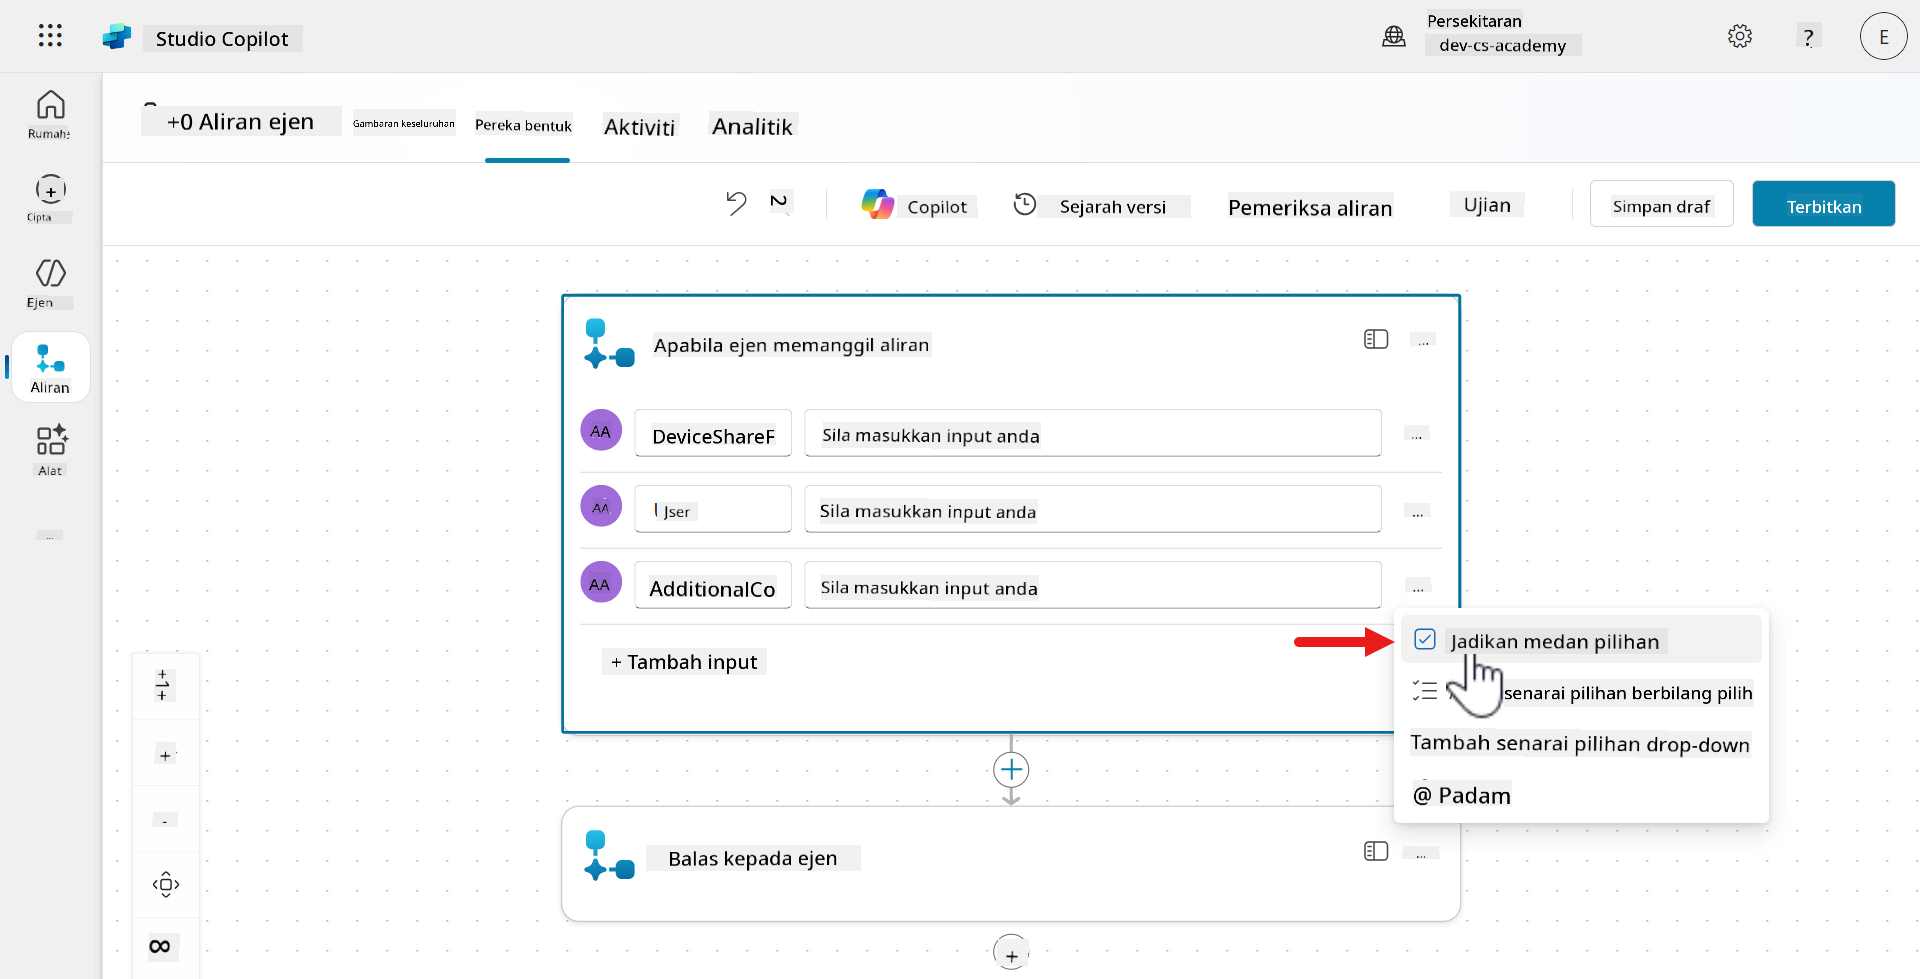 Studio Copilot
Persekitaran
dev-cs-academy
?
E
Rumah
Cipta
Ejen
Aliran
Alat
...
+0 Aliran ejen
Gambaran keseluruhan
Pereka bentuk
Aktiviti
Analitik
Copilot
Sejarah versi
Pemeriksa aliran
Ujian
Simpan draf
Terbitkan
Apabila ejen memanggil aliran
...
AA
DeviceShareF
Sila masukkan input anda
...
AA
Jser
Sila masukkan input anda
...
AA
AdditionalCo
Sila masukkan input anda
...
+ Tambah input
Jadikan medan pilihan
senarai pilihan berbilang pilih
Tambah senarai pilihan drop-down
@ Padam
Balas kepada ejen
...